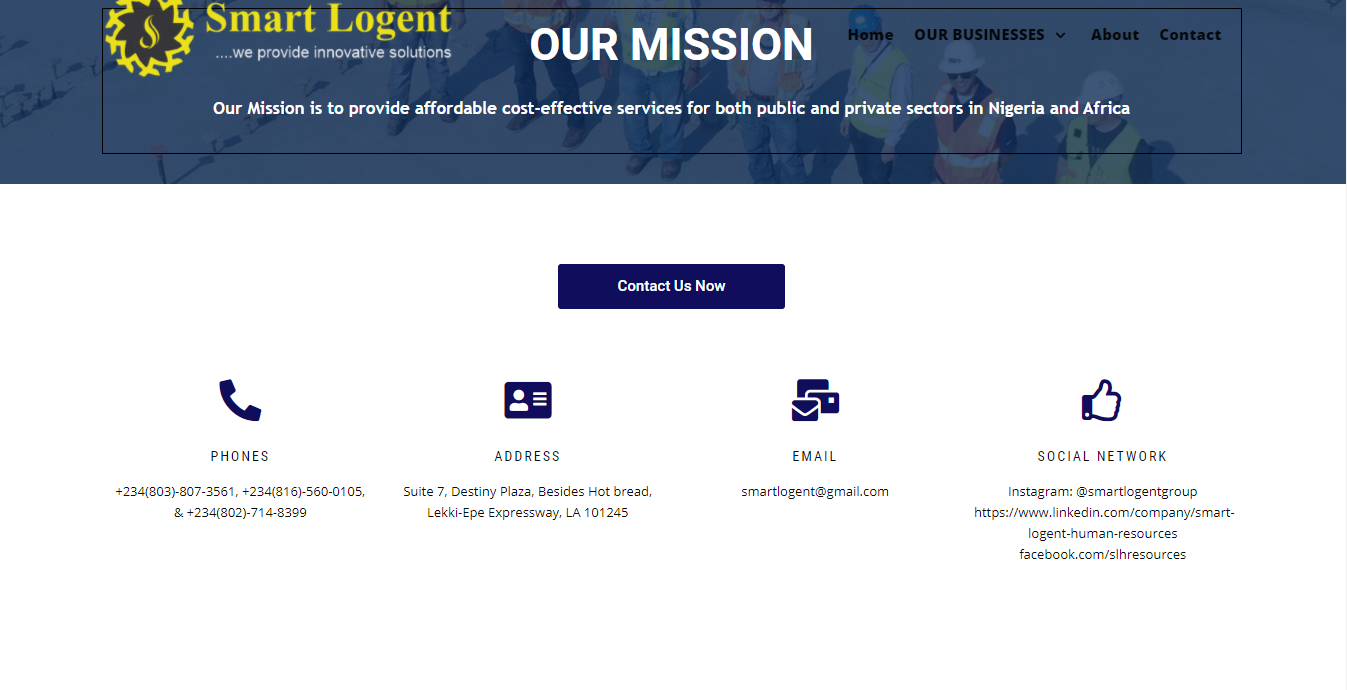 Smart Logent
....we provide innovative solutions
Home
OUR BUSINESSES
About
Contact
OUR MISSION
Our Mission is to provide affordable cost-effective services for both public and private sectors in Nigeria and Africa
Contact Us Now
PHONES
+234(803)-807-3561, +234(816)-560-0105,
& +234(802)-714-8399
ADDRESS
Suite 7, Destiny Plaza, Besides Hot bread,
Lekki-Epe Expressway, LA 101245
EMAIL
smartlogent@gmail.com
SOCIAL NETWORK
Instagram: @smartlogentgroup
https://www.linkedin.com/company/smart-
logent-human-resources
facebook.com/slhresources